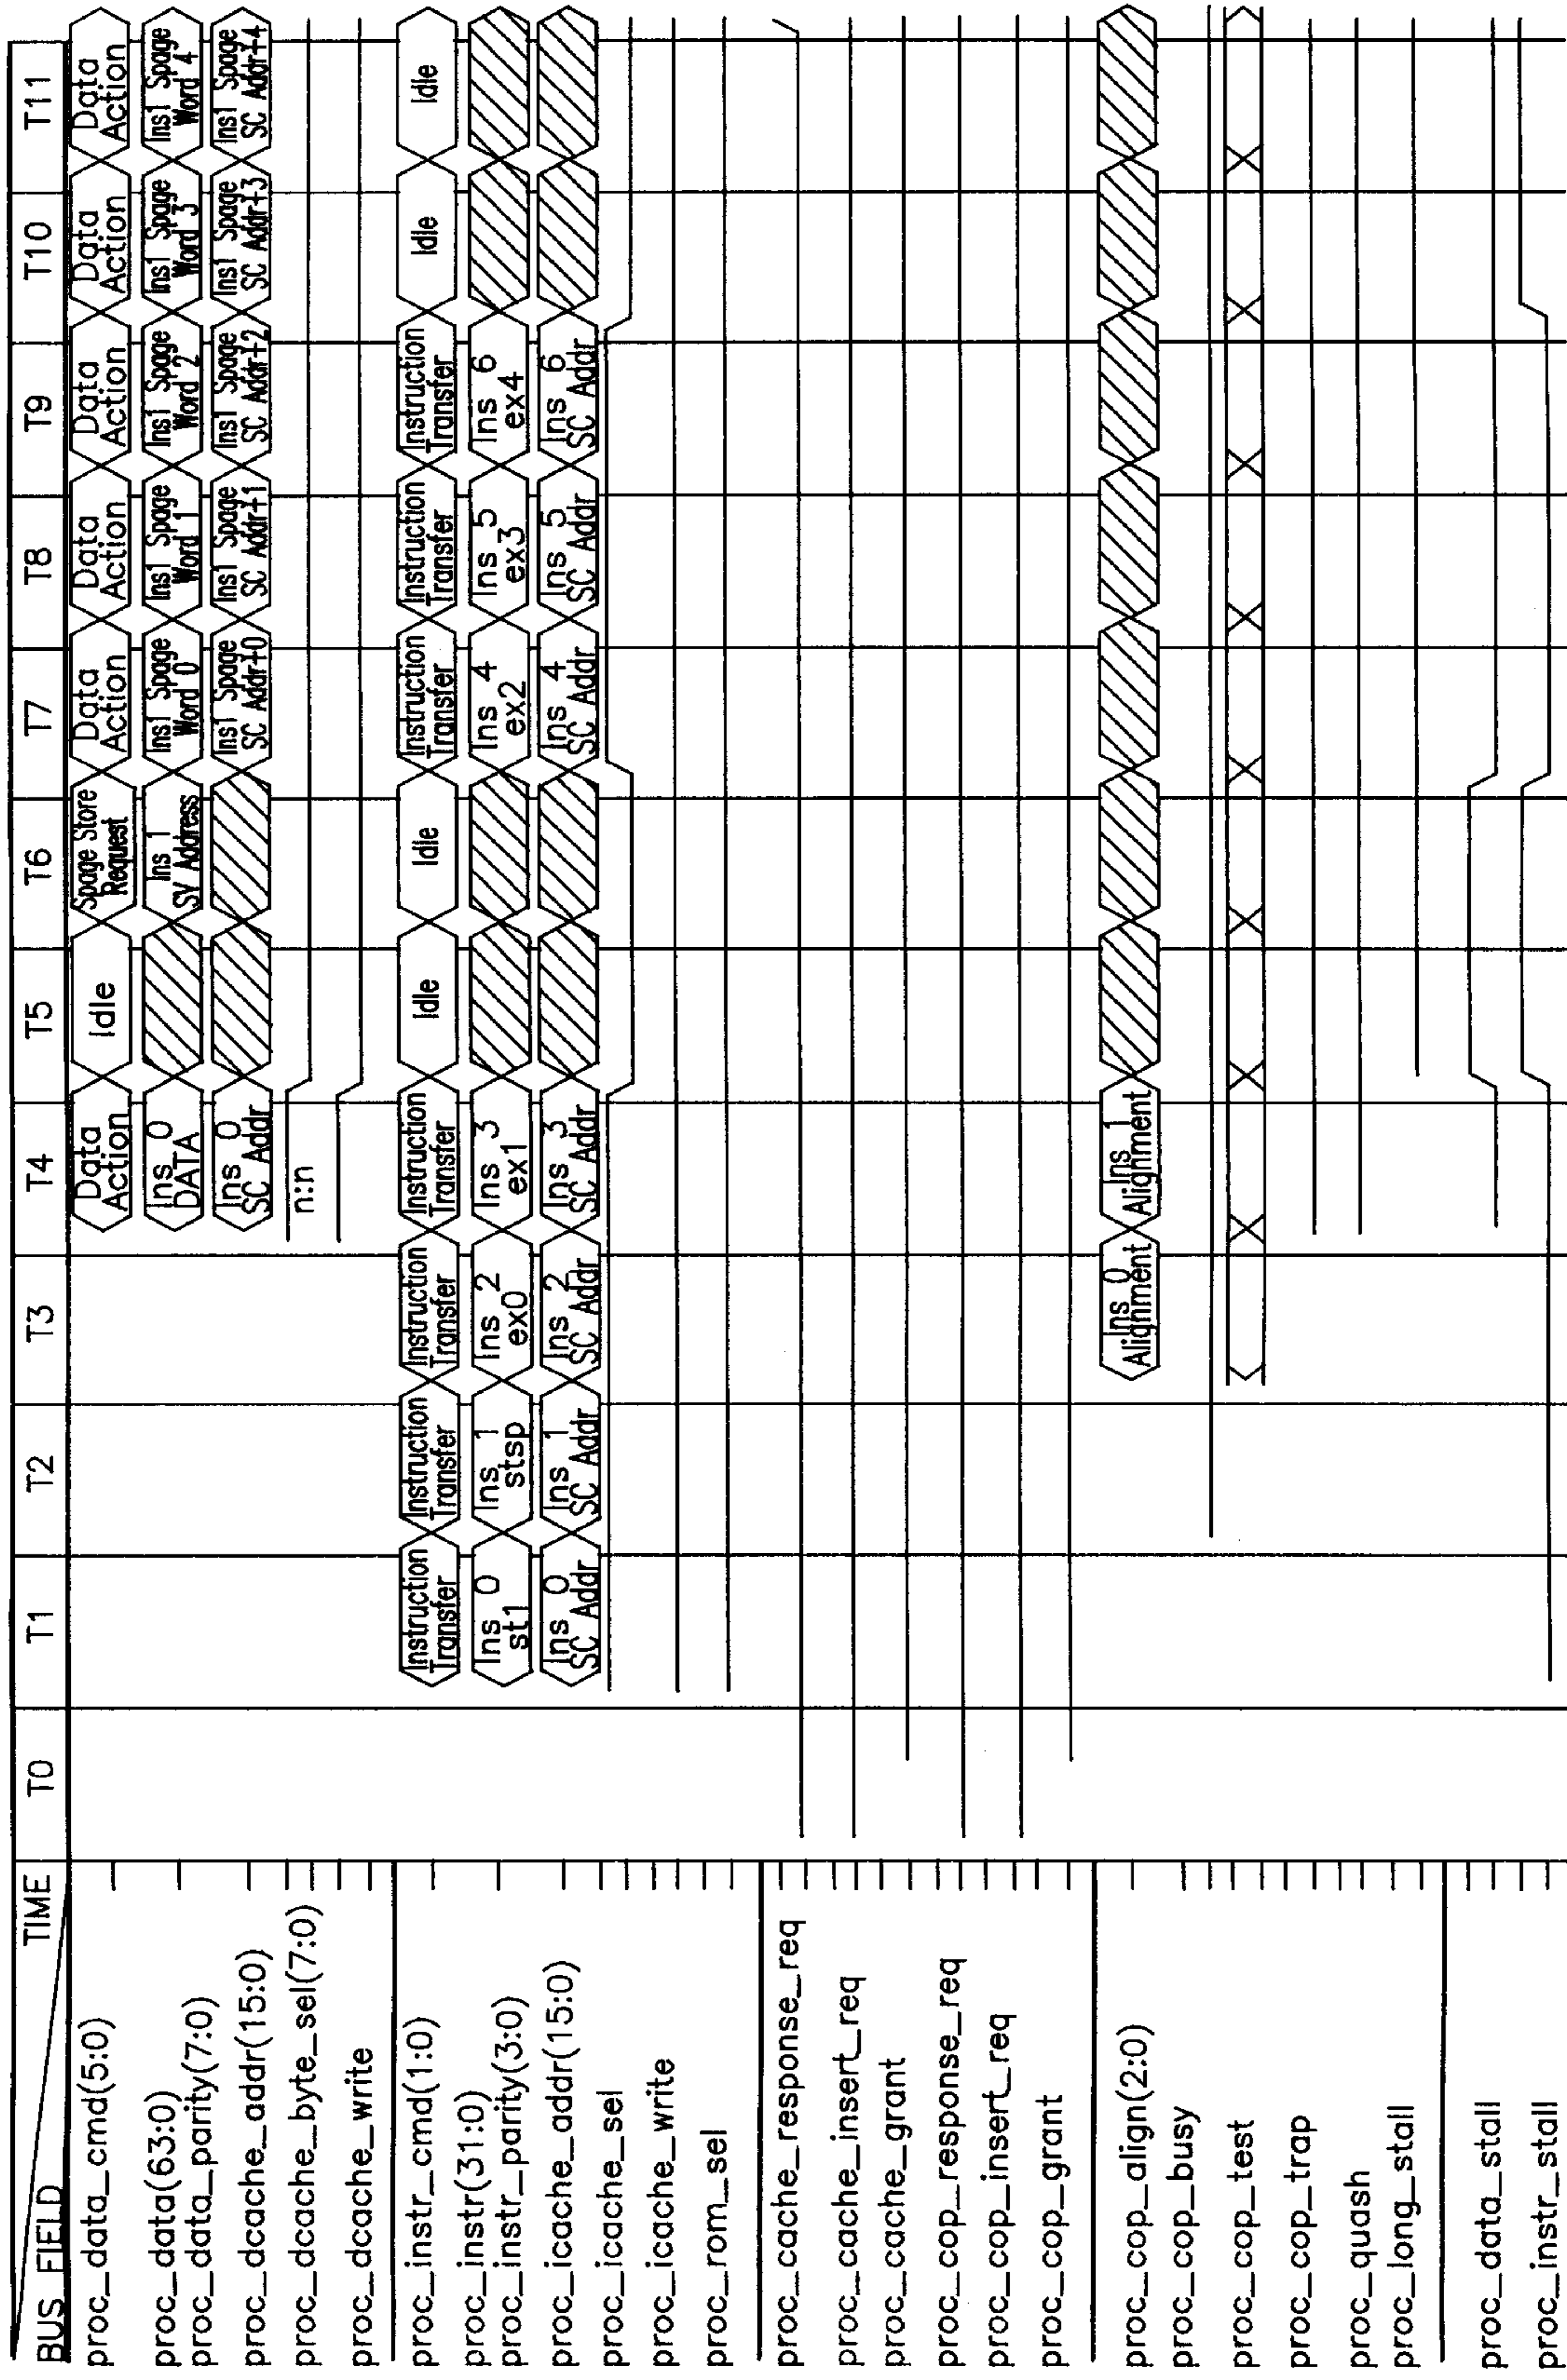 BUS FIELD TIME T0 T1 T2 T3 T4 T5 T6 T7 T8 T9 T10 T11
proc_data_cmd(5:0)
Data Action
Idle
Spage Store Request
Data Action
Data Action
Data Action
Data Action
Data Action
proc_data(63:0)
proc_data_parity(7:0)
Ins 0 DATA
Ins 1 SV Address
Ins1 Spage Word 0
Ins1 Spage Word 1
Ins1 Spage Word 2
Ins1 Spage Word 3
Ins1 Spage Word 4
proc_dcache_addr(15:0)
Ins 0 SC Addr
Ins1 Spage SC Addr+0
Ins1 Spage SC Addr+1
Ins1 Spage SC Addr+2
Ins1 Spage SC Addr+3
Ins1 Spage SC Addr+4
proc_dcache_byte_sel(7:0)
n:n
proc_dcache_write
proc_instr_cmd(1:0)
Instruction Transfer
Instruction Transfer
Instruction Transfer
Instruction Transfer
Idle
Idle
Instruction Transfer
Instruction Transfer
Instruction Transfer
Idle
Idle
proc_instr(31:0)
proc_instr_parity(3:0)
Ins 0 st1
Ins 1 stsp
Ins 2 ex0
Ins 3 ex1
Ins 4 ex2
Ins 5 ex3
Ins 6 ex4
proc_icache_addr(15:0)
Ins 0 SC Addr
Ins 1 SC Addr
Ins 2 SC Addr
Ins 3 SC Addr
Ins 4 SC Addr
Ins 5 SC Addr
Ins 6 SC Addr
proc_icache_sel
proc_icache_write
proc_rom_sel
proc_cache_response_req
proc_cache_insert_req
proc_cache_grant
proc_cop_response_req
proc_cop_insert_req
proc_cop_grant
proc_cop_align(2:0)
Ins 0 Alignment
Ins 1 Alignment
proc_cop_busy
proc_cop_test
proc_cop_trap
proc_quash
proc_long_stall
proc_data_stall
proc_instr_stall